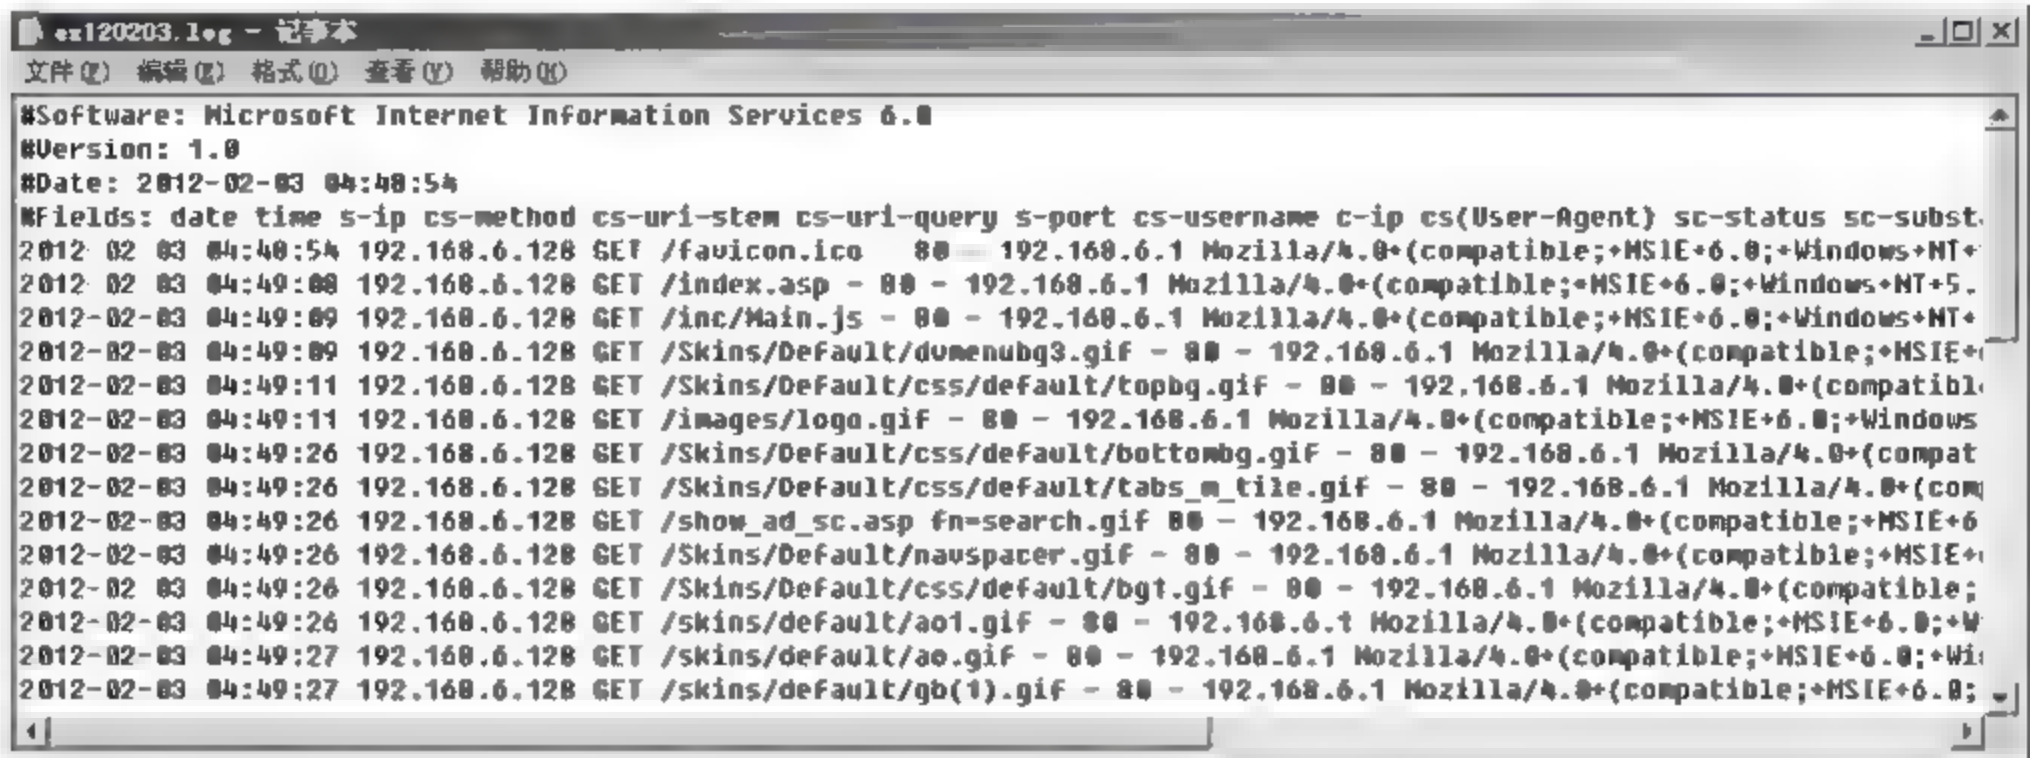 ex120203.log - 记事本
文件(F) 编辑(E) 格式(O) 查看(V) 帮助(H)
#Software: Microsoft Internet Information Services 6.0
#Version: 1.0
#Date: 2012-02-03 04:48:54
#Fields: date time s-ip cs-method cs-uri-stem cs-uri-query s-port cs-username c-ip cs(User-Agent) sc-status sc-subst
2012-02-03 04:48:54 192.168.6.128 GET /favicon.ico - 80 - 192.168.6.1 Mozilla/4.0+(compatible;+MSIE+6.0;+Windows+NT+
2012-02-03 04:49:08 192.168.6.128 GET /index.asp - 80 - 192.168.6.1 Mozilla/4.0+(compatible;+MSIE+6.0;+Windows+NT+5.
2012-02-03 04:49:09 192.168.6.128 GET /inc/Main.js - 80 - 192.168.6.1 Mozilla/4.0+(compatible;+MSIE+6.0;+Windows+NT+
2012-02-03 04:49:09 192.168.6.128 GET /Skins/Default/dvmenubg3.gif - 80 - 192.168.6.1 Mozilla/4.0+(compatible;+MSIE+
2012-02-03 04:49:11 192.168.6.128 GET /Skins/Default/css/default/topbg.gif - 80 - 192.168.6.1 Mozilla/4.0+(compatibl
2012-02-03 04:49:11 192.168.6.128 GET /images/logo.gif - 80 - 192.168.6.1 Mozilla/4.0+(compatible;+MSIE+6.0;+Windows
2012-02-03 04:49:26 192.168.6.128 GET /Skins/Default/css/default/bottombg.gif - 80 - 192.168.6.1 Mozilla/4.0+(compat
2012-02-03 04:49:26 192.168.6.128 GET /Skins/Default/css/default/tabs_m_tile.gif - 80 - 192.168.6.1 Mozilla/4.0+(com
2012-02-03 04:49:26 192.168.6.128 GET /show_ad_sc.asp fn=search.gif 80 - 192.168.6.1 Mozilla/4.0+(compatible;+MSIE+6
2012-02-03 04:49:26 192.168.6.128 GET /Skins/Default/navspacer.gif - 80 - 192.168.6.1 Mozilla/4.0+(compatible;+MSIE+
2012-02-03 04:49:26 192.168.6.128 GET /Skins/Default/css/default/bg1.gif - 80 - 192.168.6.1 Mozilla/4.0+(compatible;
2012-02-03 04:49:26 192.168.6.128 GET /skins/default/ao1.gif - 80 - 192.168.6.1 Mozilla/4.0+(compatible;+MSIE+6.0;+W
2012-02-03 04:49:27 192.168.6.128 GET /skins/default/ao.gif - 80 - 192.168.6.1 Mozilla/4.0+(compatible;+MSIE+6.0;+Wi
2012-02-03 04:49:27 192.168.6.128 GET /skins/default/gb(1).gif - 80 - 192.168.6.1 Mozilla/4.0+(compatible;+MSIE+6.0;